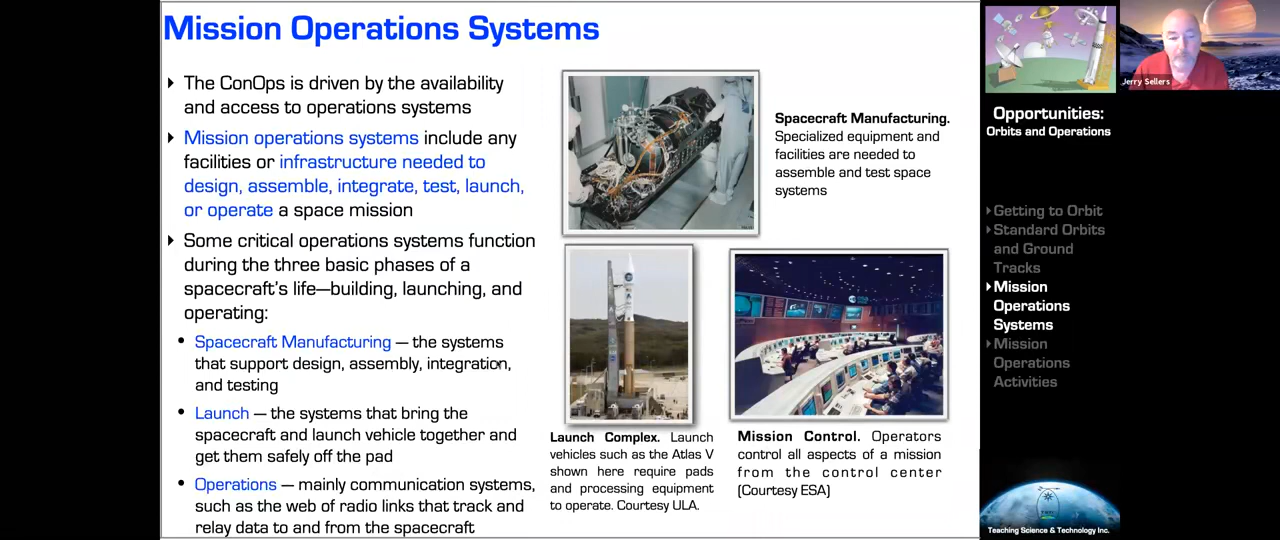 Mission Operations Systems
The ConOps is driven by the availability
and access to operations systems
Mission operations systems include any
facilities or infrastructure needed to
design, assemble, integrate, test, launch,
or operate a space mission
Some critical operations systems function
during the three basic phases of a
spacecraft's life—building, launching, and
operating:
Spacecraft Manufacturing — the systems
that support design, assembly, integration,
and testing
Launch — the systems that bring the
spacecraft and launch vehicle together and
get them safely off the pad
Operations — mainly communication systems,
such as the web of radio links that track and
relay data to and from the spacecraft
Spacecraft Manufacturing.
Specialized equipment and
facilities are needed to
assemble and test space
systems
Launch Complex. Launch
vehicles such as the Atlas V
shown here require pads
and processing equipment
to operate. Courtesy ULA.
Mission Control. Operators
control all aspects of a mission
from the control center
(Courtesy ESA)
Jerry Sellers
Opportunities:
Orbits and Operations
Getting to Orbit
Standard Orbits
and Ground
Tracks
Mission
Operations
Systems
Mission
Operations
Activities
Teaching Science & Technology Inc.